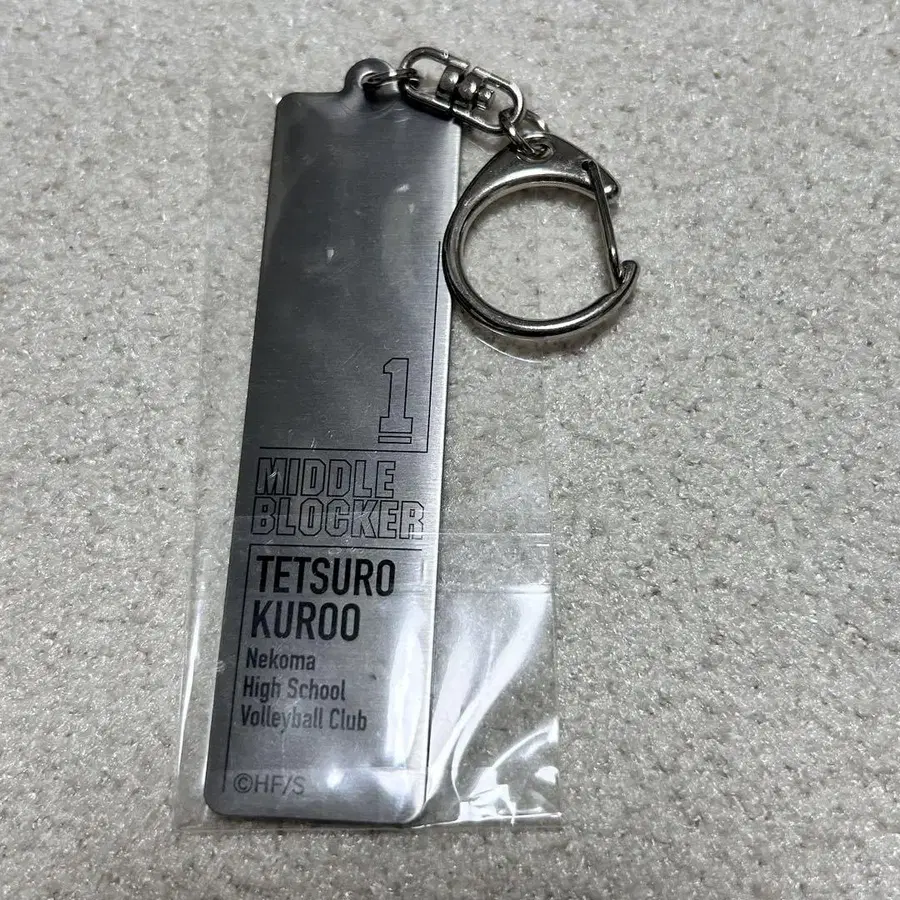 1
MIDDLE
BLOCKER
TETSURO
KUROO
Nekoma
High School
Volleyball Club
©HF/S